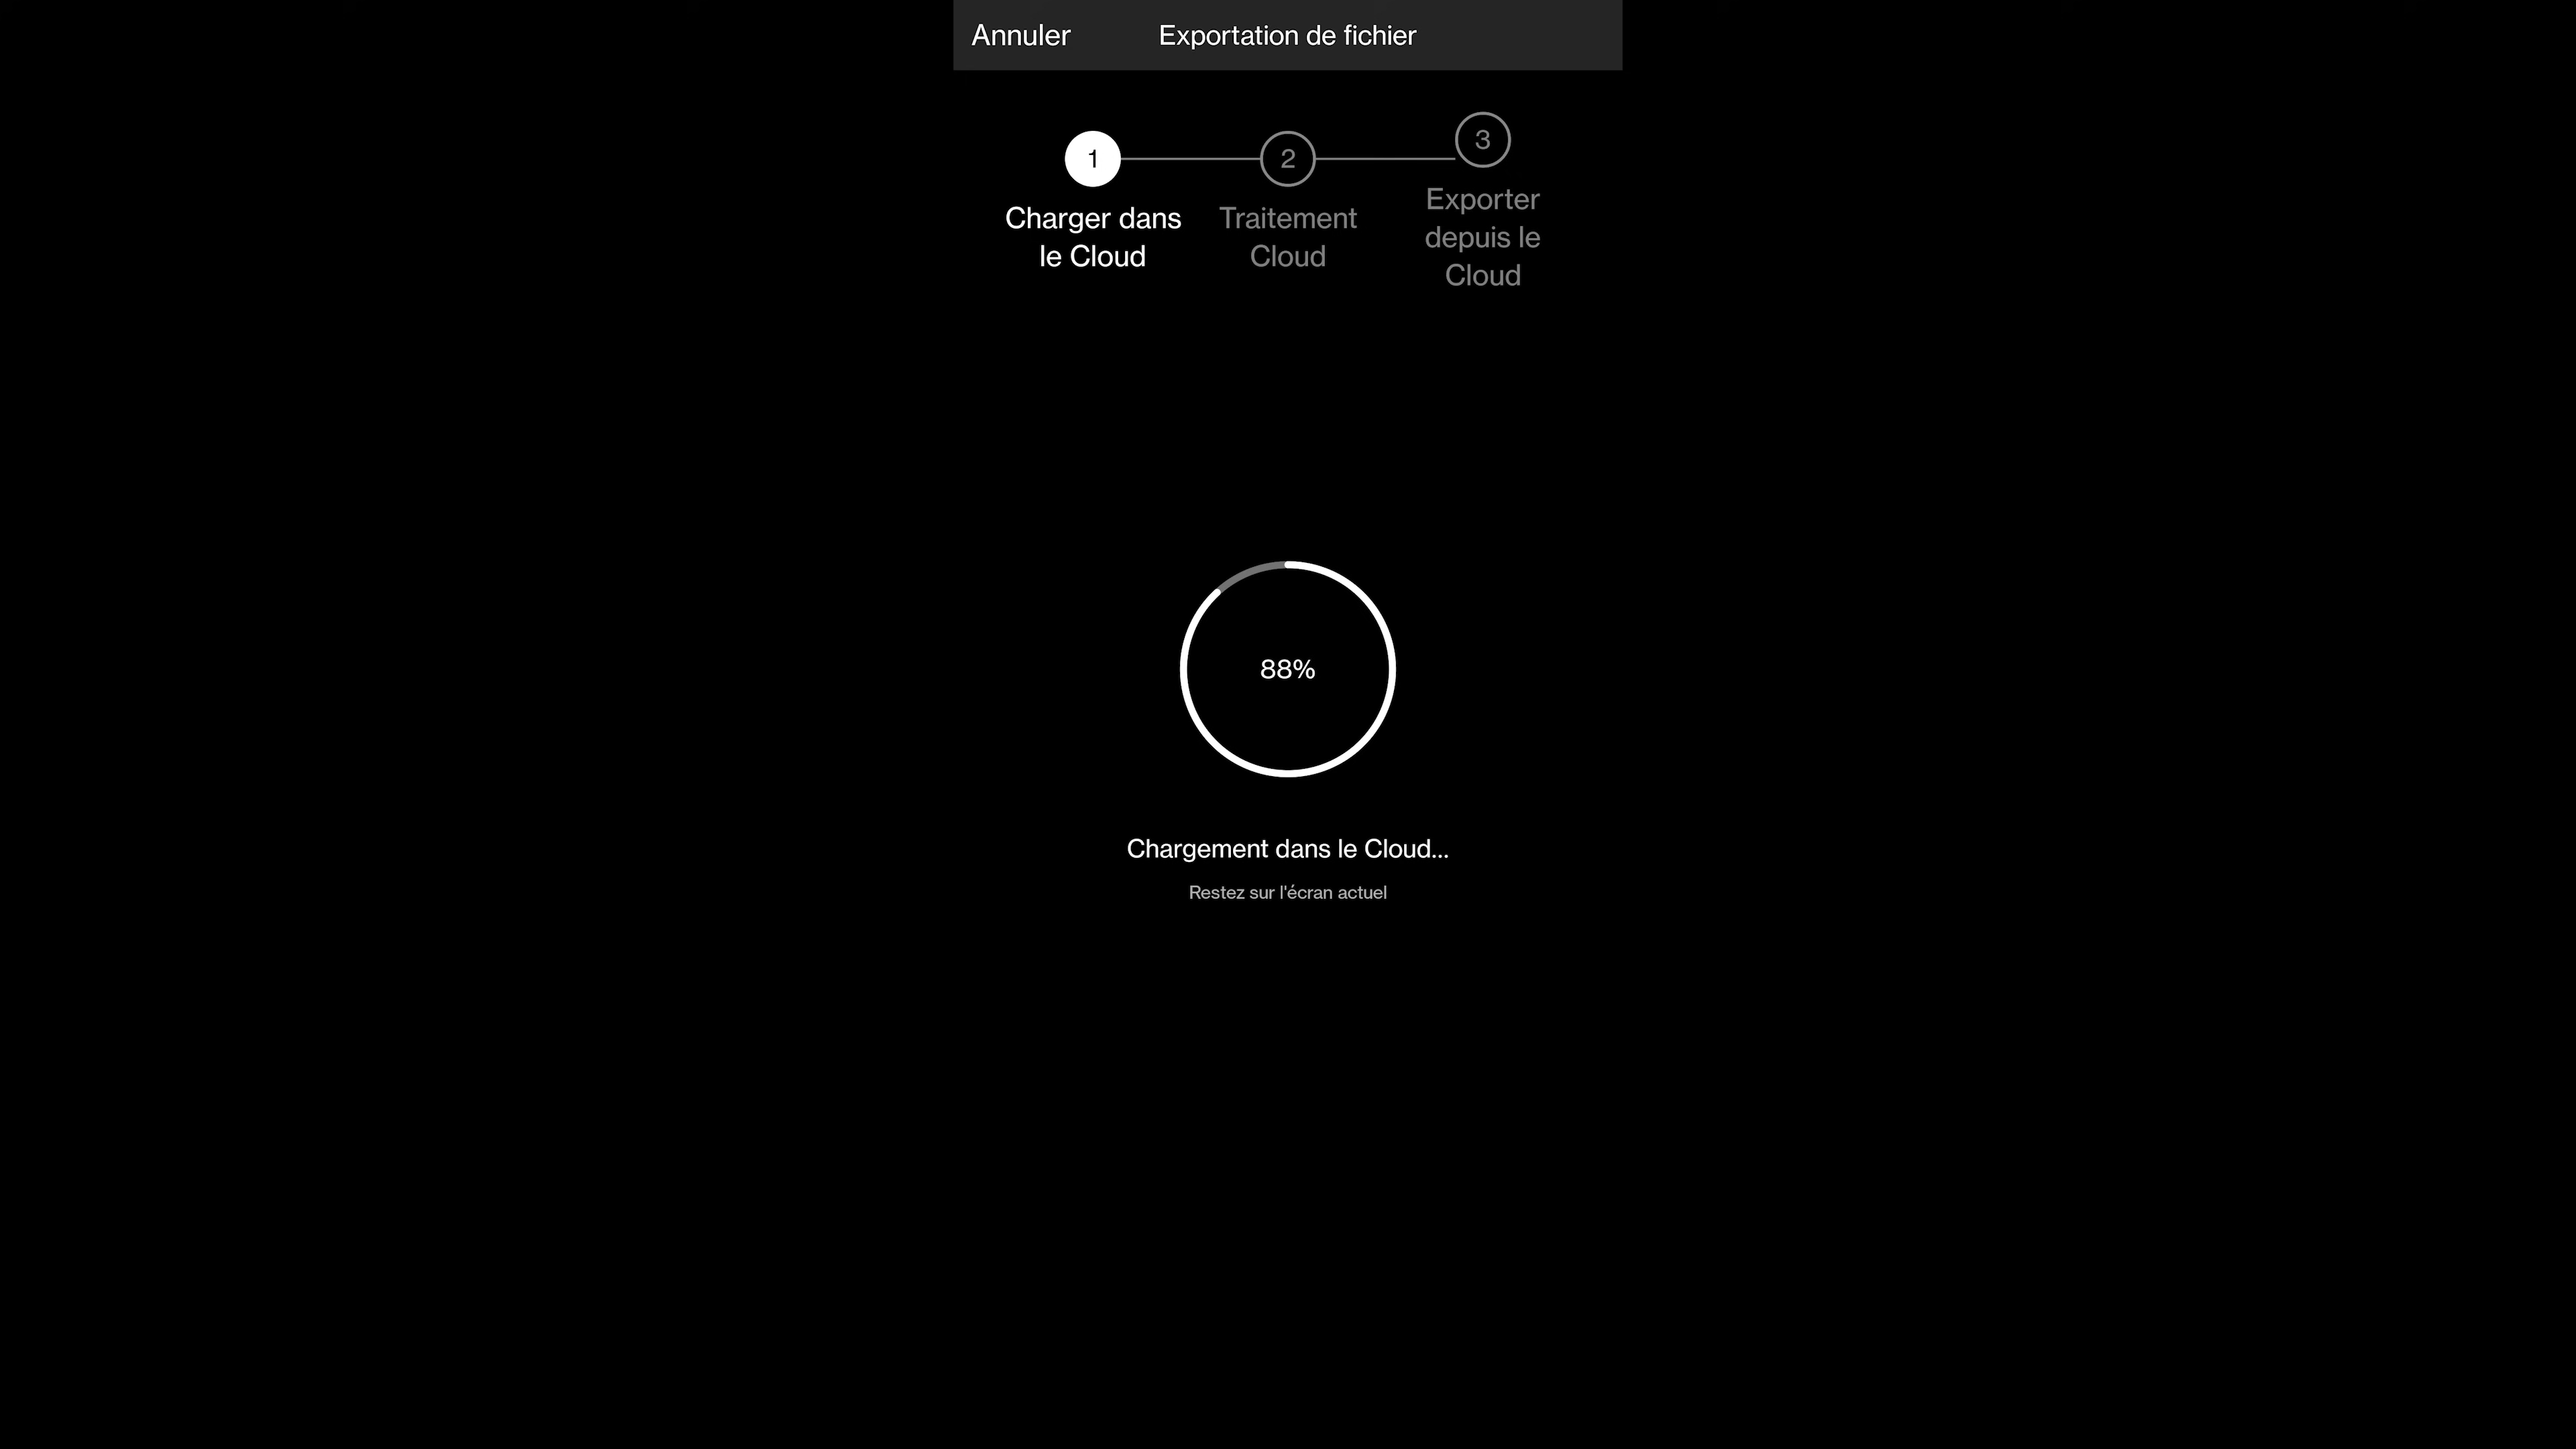 Annuler
Exportation de fichier
1
2
3
Charger dans
le Cloud
Traitement
Cloud
Exporter
depuis le
Cloud
88%
Chargement dans le Cloud...
Restez sur l'écran actuel